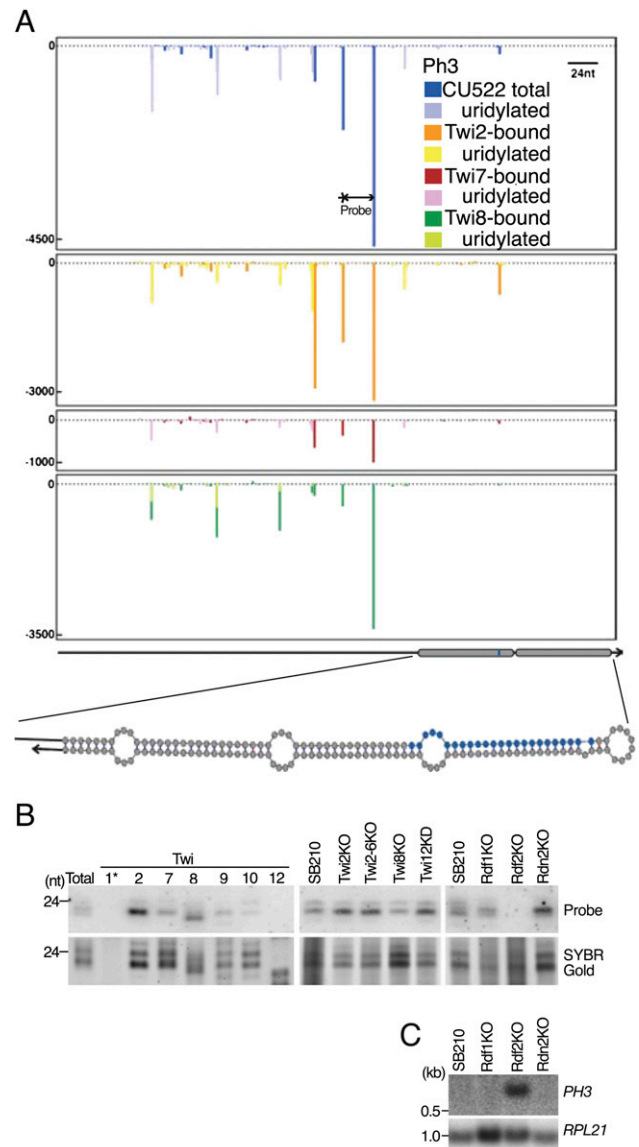 A
0
Ph3
24nt
CU522 total
uridylated
Twi2-bound
uridylated
Twi7-bound
uridylated
Twi8-bound
uridylated
Probe
-4500
0
-3000
0
-1000
0
-3500
B
Twi
(nt) Total 1* 2 7 8 9 10 12
SB210
Twi2KO
Twi2-6KO
Twi8KO
Twi12KD
SB210
Rdf1KO
Rdf2KO
Rdn2KO
24
Probe
24
SYBR
Gold
C
SB210
Rdf1KO
Rdf2KO
Rdn2KO
(kb)
PH3
0.5
1.0
RPL21